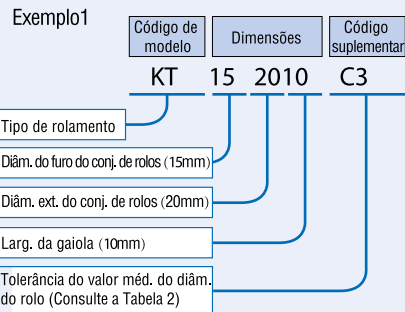 Exemplo1
Código de
modelo
Dimensões
Código
suplementar
KT 15 2010 C3
Tipo de rolamento
Diâm. do furo do conj. de rolos (15mm)
Diâm. ext. do conj. de rolos (20mm)
Larg. da gaiola (10mm)
Tolerância do valor méd. do diâm.
do rolo (Consulte a Tabela 2)